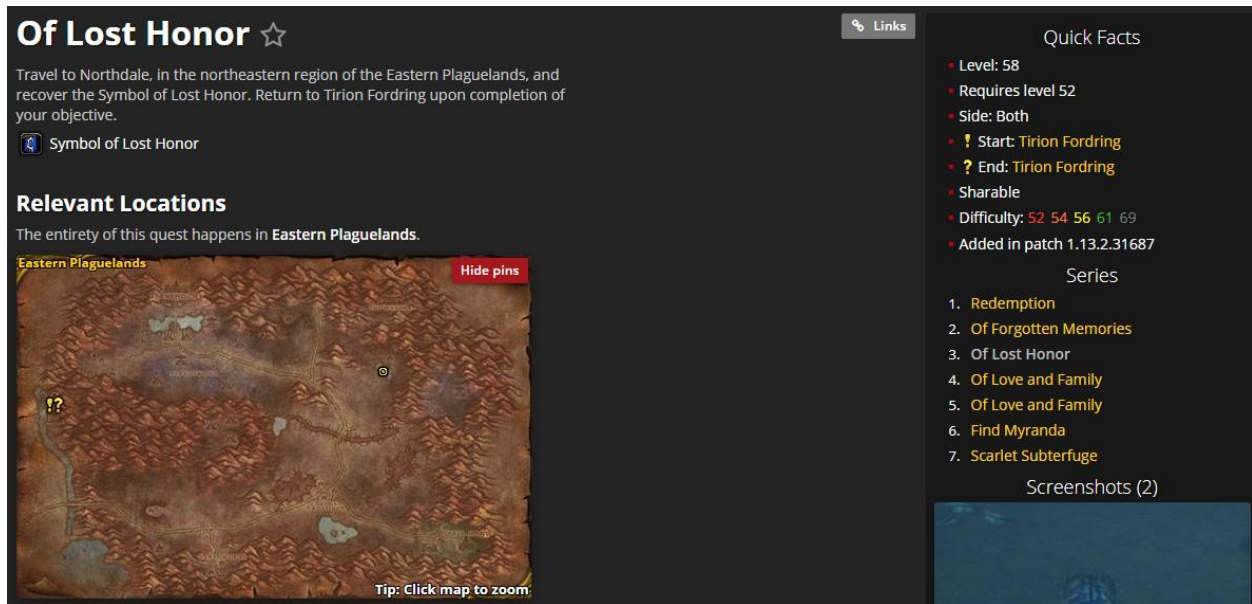 Of Lost Honor
Links
Travel to Northdale, in the northeastern region of the Eastern Plaguelands, and
recover the Symbol of Lost Honor. Return to Tirion Fordring upon completion of
your objective.
Symbol of Lost Honor
Relevant Locations
The entirety of this quest happens in Eastern Plaguelands.
Eastern Plaguelands
Hide pins
!?
Tip: Click map to zoom
Quick Facts
Level: 58
Requires level 52
Side: Both
! Start: Tirion Fordring
? End: Tirion Fordring
Sharable
Difficulty: 52 54 56 61 69
Added in patch 1.13.2.31687
Series
1. Redemption
2. Of Forgotten Memories
3. Of Lost Honor
4. Of Love and Family
5. Of Love and Family
6. Find Myranda
7. Scarlet Subterfuge
Screenshots (2)